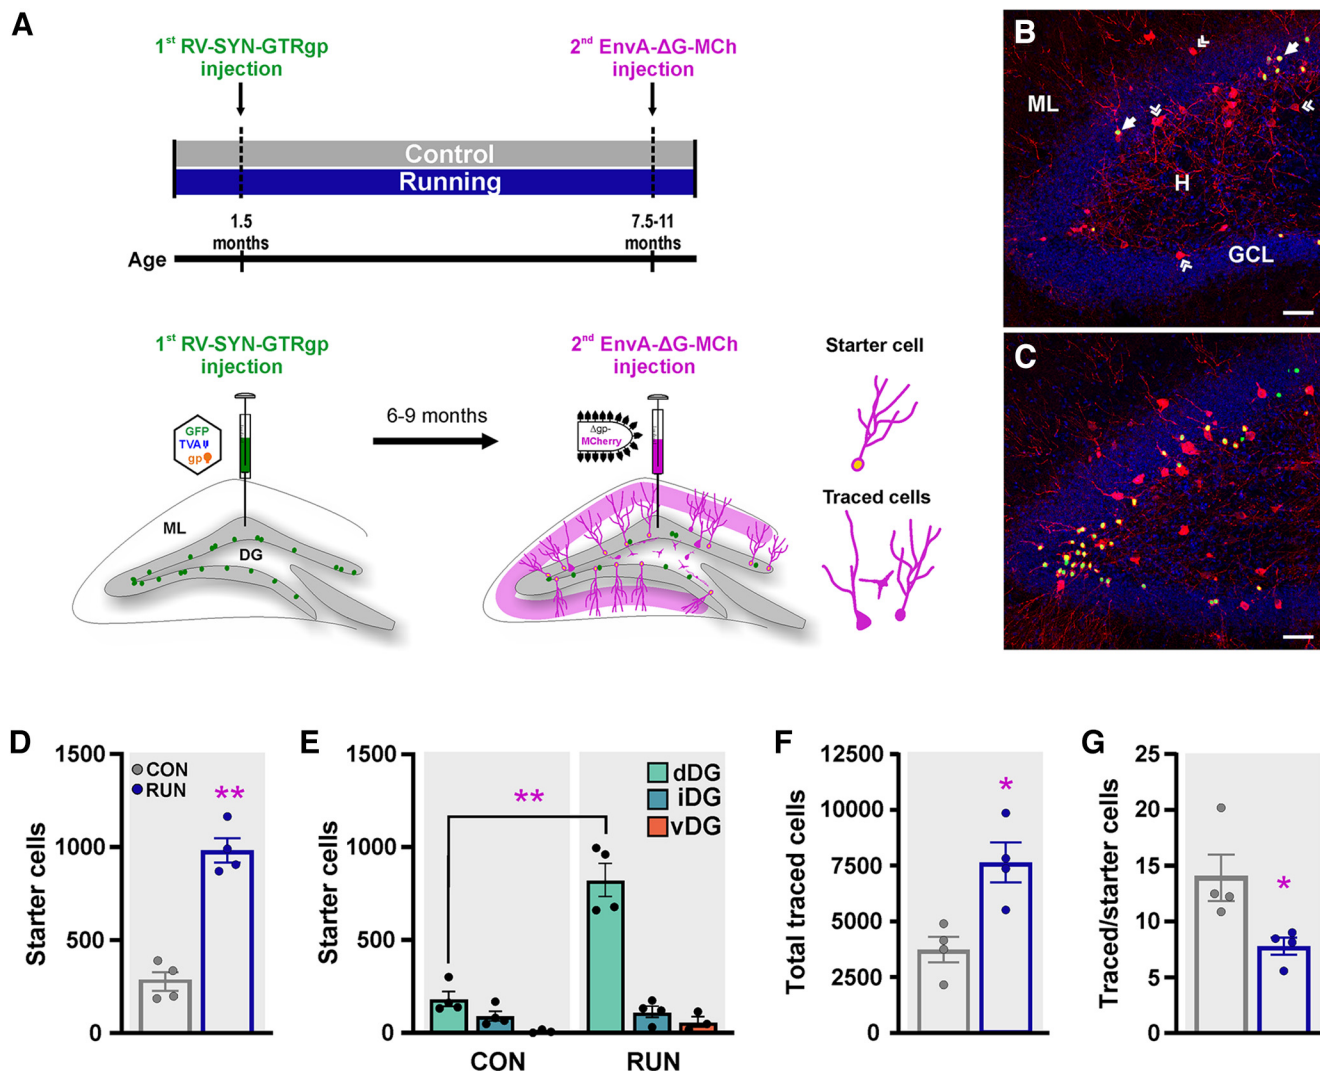 A
1st RV-SYN-GTRgp
injection
2nd EnvA-ΔG-MCh
injection
Control
Running
1.5
months
7.5-11
months
Age
1st RV-SYN-GTRgp
injection
2nd EnvA-ΔG-MCh
injection
Starter cell
6-9 months
GFP
TVA
gp
Δgp-
MCherry
Traced cells
ML
DG
B
ML
H
GCL
C
D
1500
1000
500
0
Starter cells
CON
RUN
**
E
1500
1000
500
0
Starter cells
**
dDG
iDG
vDG
CON
RUN
F
12500
10000
7500
5000
2500
0
Total traced cells
*
G
25
20
15
10
5
0
Traced/starter cells
*